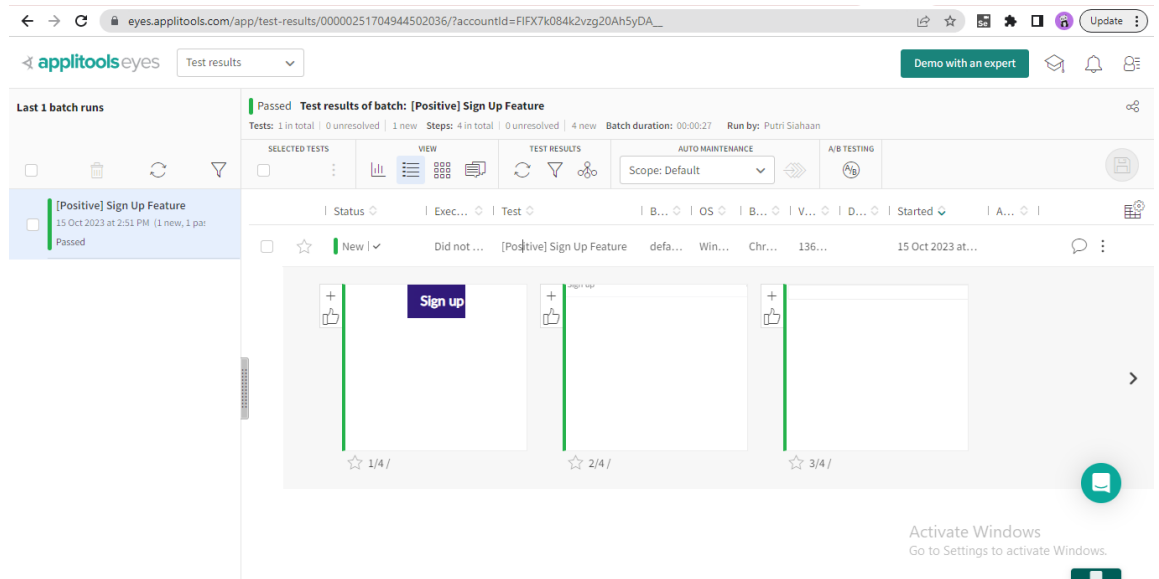 eyes.applitools.com/app/test-results/00000251704944502036/?accountId=FIFX7k084k2vzg20Ah5yDA__
Se
Update
applitools eyes
Test results
Demo with an expert
Last 1 batch runs
Passed Test results of batch: [Positive] Sign Up Feature
Tests: 1 in total | 0 unresolved | 1 new Steps: 4 in total | 0 unresolved | 4 new Batch duration: 00:00:27 Run by: Putri Siahaan
SELECTED TESTS VIEW TEST RESULTS AUTO MAINTENANCE A/B TESTING
Scope: Default
A/B
[Positive] Sign Up Feature
15 Oct 2023 at 2:51 PM (1 new, 1 pas
Passed
Status Exec... Test B... OS B... V... D... Started A...
New Did not ... [Positive] Sign Up Feature defa... Win... Chr... 136... 15 Oct 2023 at...
Sign up
Sign up
1/4 /
2/4 /
3/4 /
Activate Windows
Go to Settings to activate Windows.